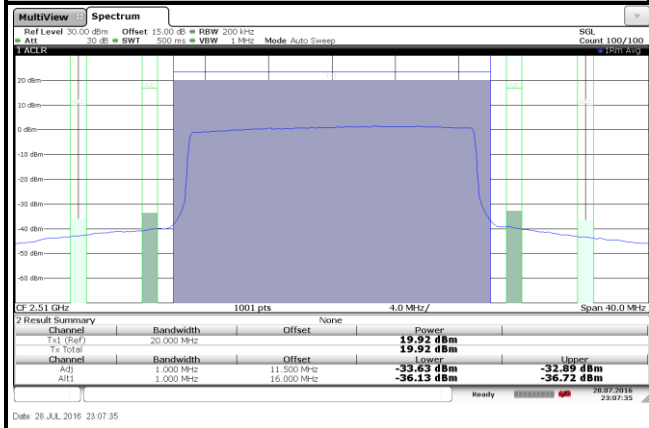 MultiView Spectrum
Ref Level 30.00 dBm Offset 15.00 dB RBW 200 kHz SGL
Att 30 dB SWT 500 ms VBW 1 MHz Mode Auto Sweep Count 100/100
1 ACLR 1Rm Avg
20 dBm
10 dBm
0 dBm
-10 dBm
-20 dBm
-30 dBm
-40 dBm
-50 dBm
-60 dBm
CF 2.51 GHz 1001 pts 4.0 MHz/ Span 40.0 MHz
2 Result Summary None
Channel Bandwidth Offset Power
Tx1 (Ref) 20.000 MHz 19.92 dBm
Tx Total 19.92 dBm
Channel Bandwidth Offset Lower Upper
Adj 1.000 MHz 11.500 MHz -33.63 dBm -32.89 dBm
Alt1 1.000 MHz 16.000 MHz -36.13 dBm -36.72 dBm
Ready 28.07.2016
23:07:35
Date: 28.JUL.2016 23:07:35